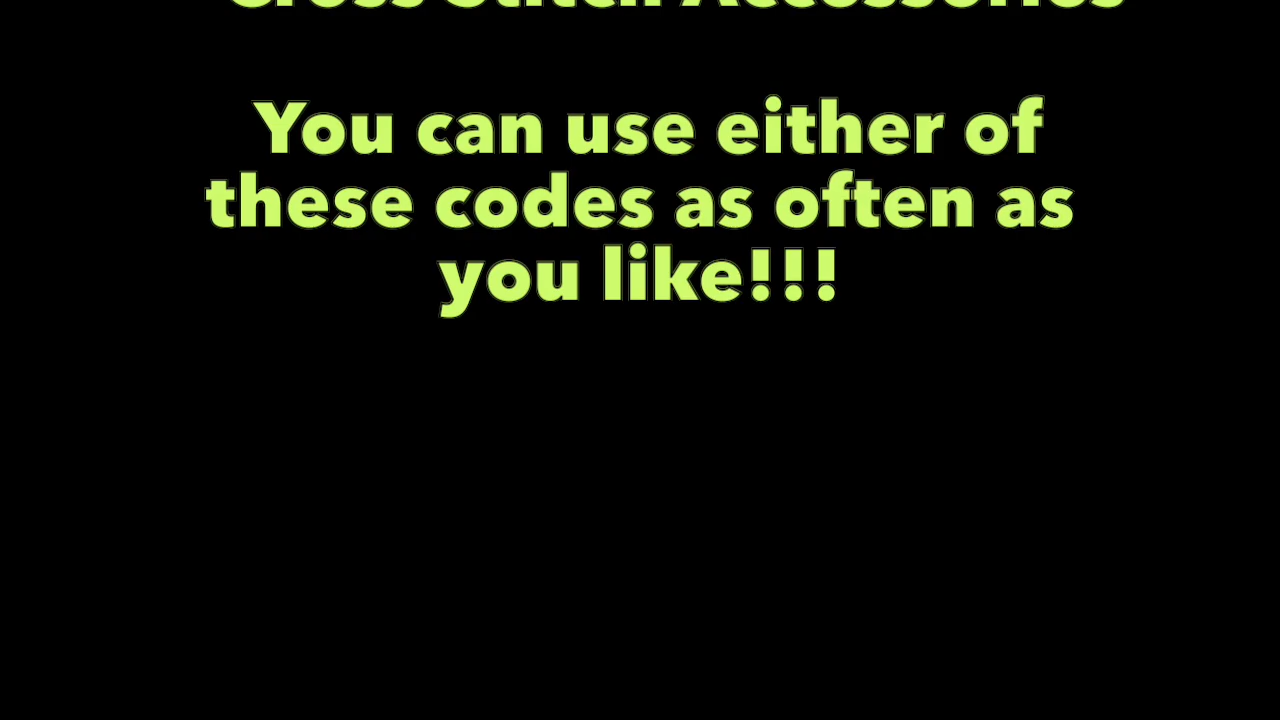 Cross Stitch Accessories
You can use either of
these codes as often as
you like!!!